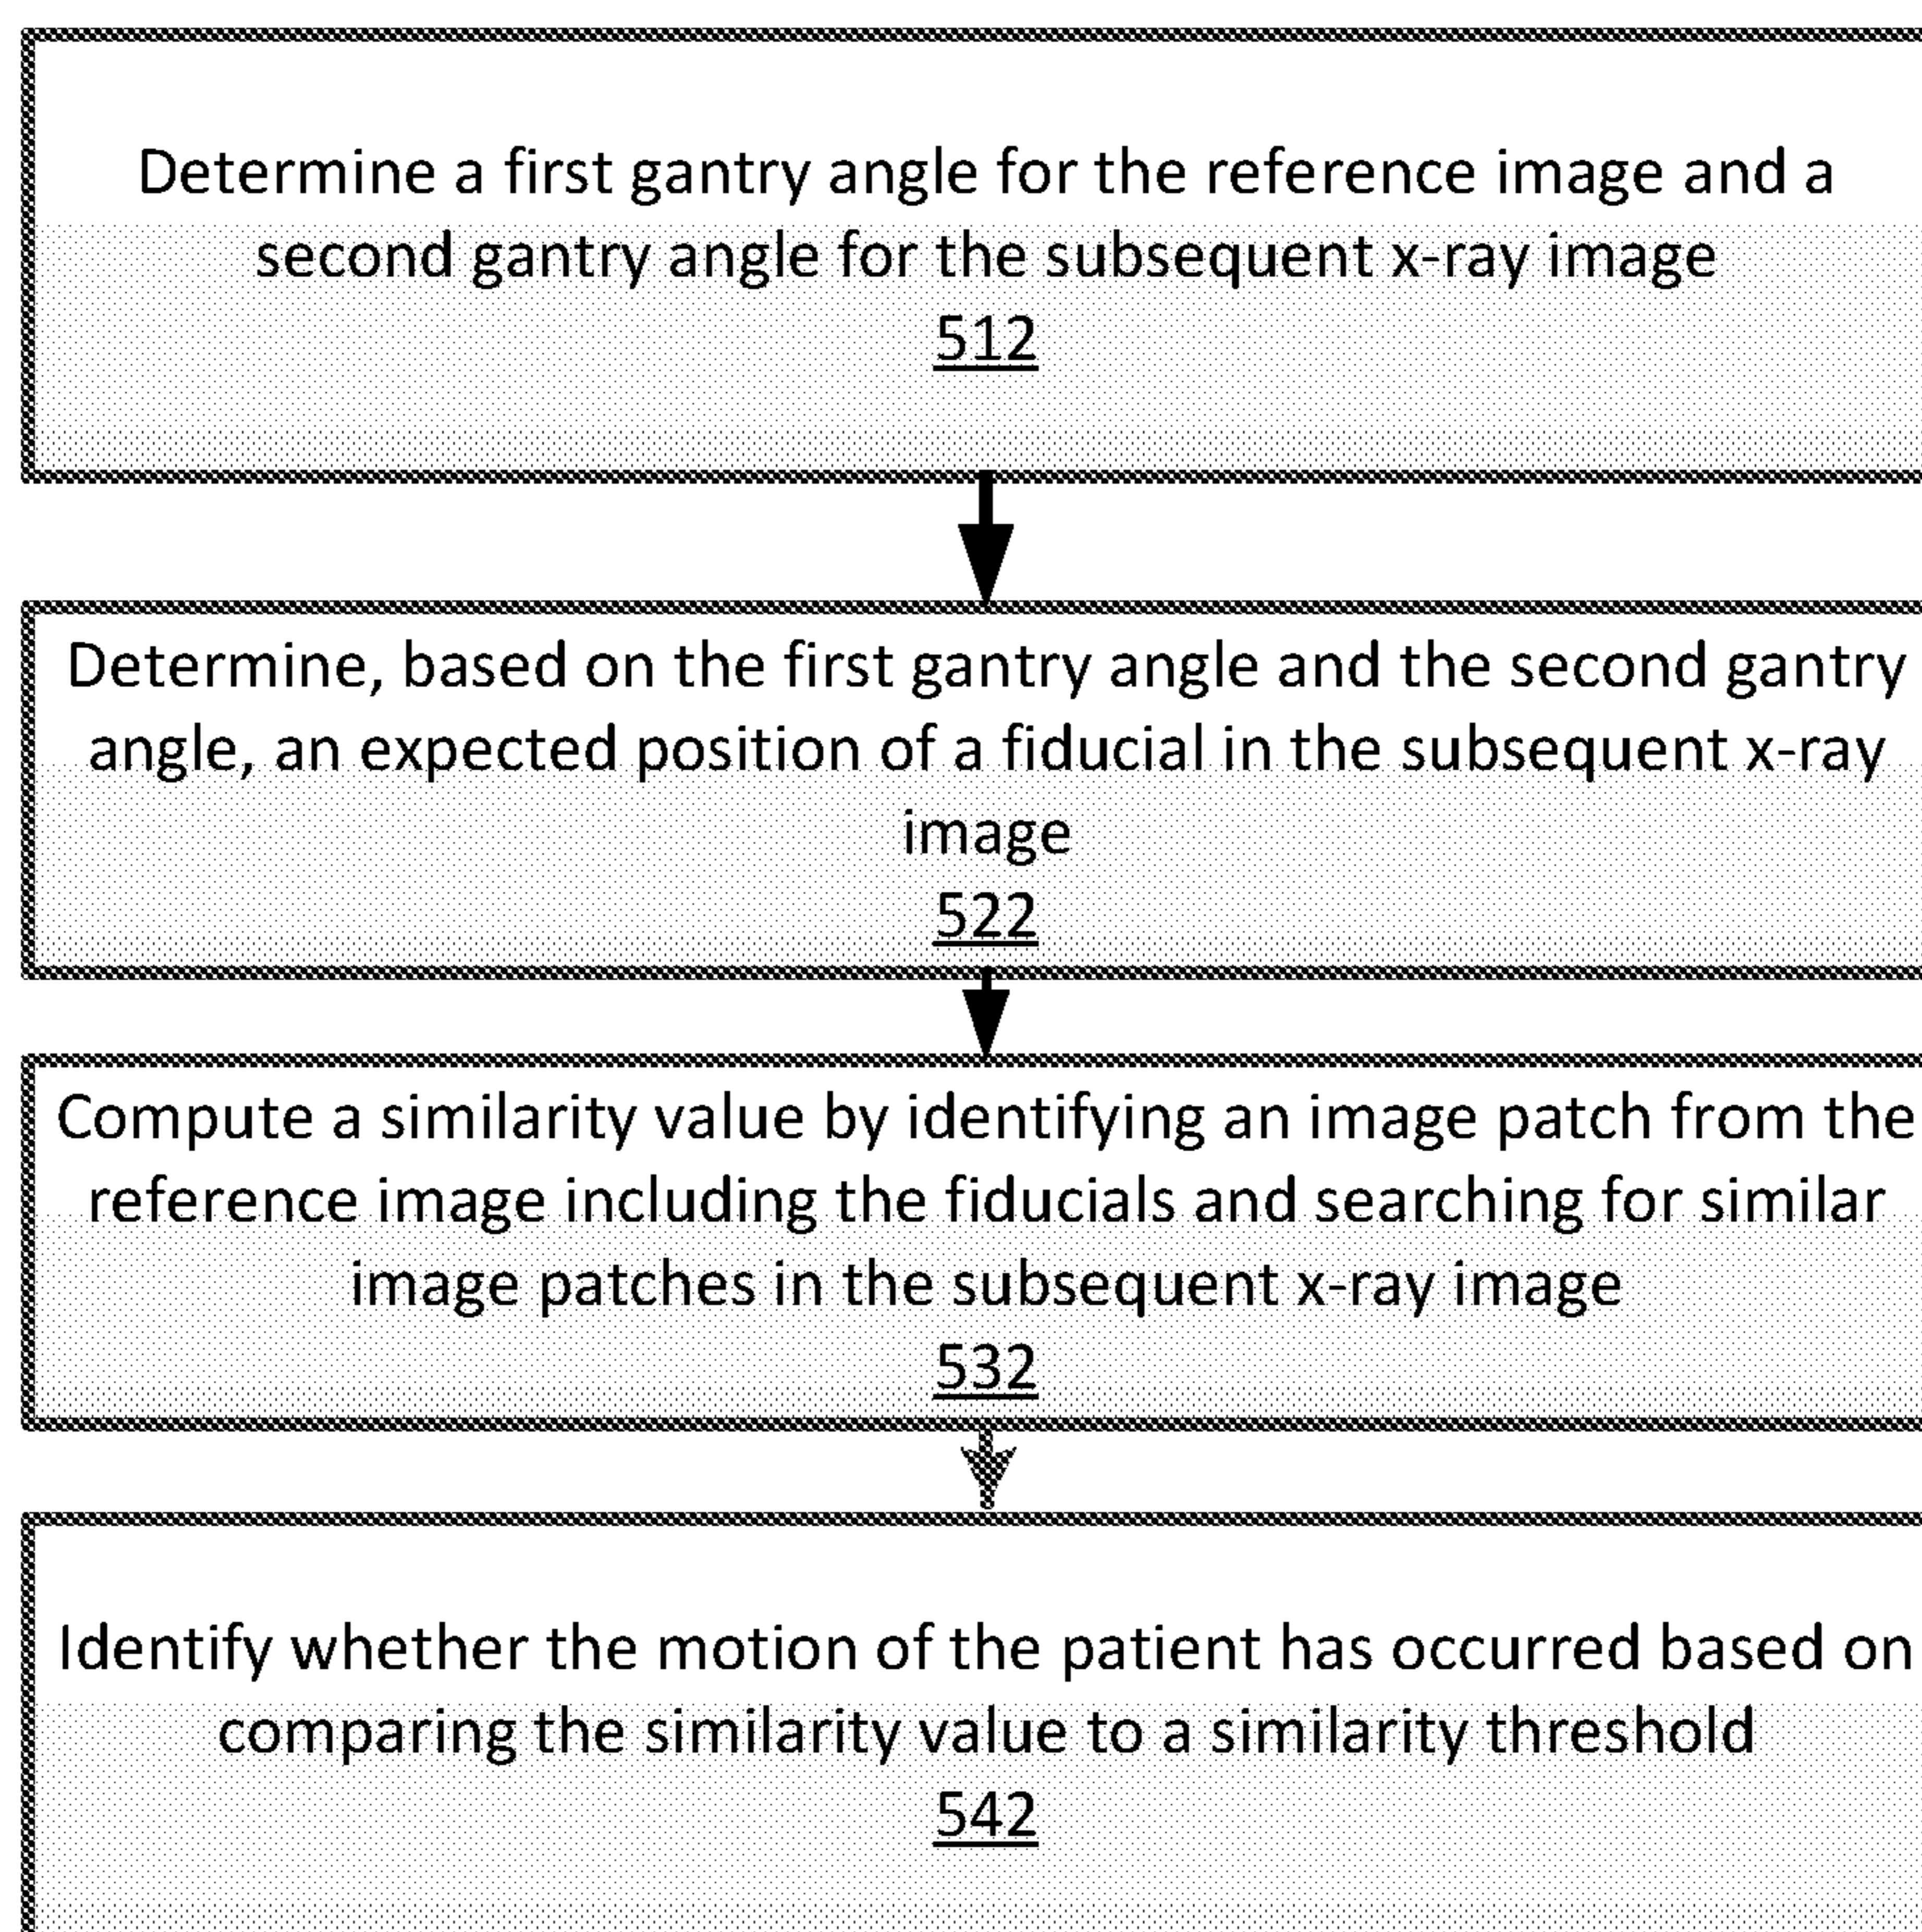 Determine a first gantry angle for the reference image and a
second gantry angle for the subsequent x-ray image
512
Determine, based on the first gantry angle and the second gantry
angle, an expected position of a fiducial in the subsequent x-ray
image
522
Compute a similarity value by identifying an image patch from the
reference image including the fiducials and searching for similar
image patches in the subsequent x-ray image
532
Identify whether the motion of the patient has occurred based on
comparing the similarity value to a similarity threshold
542